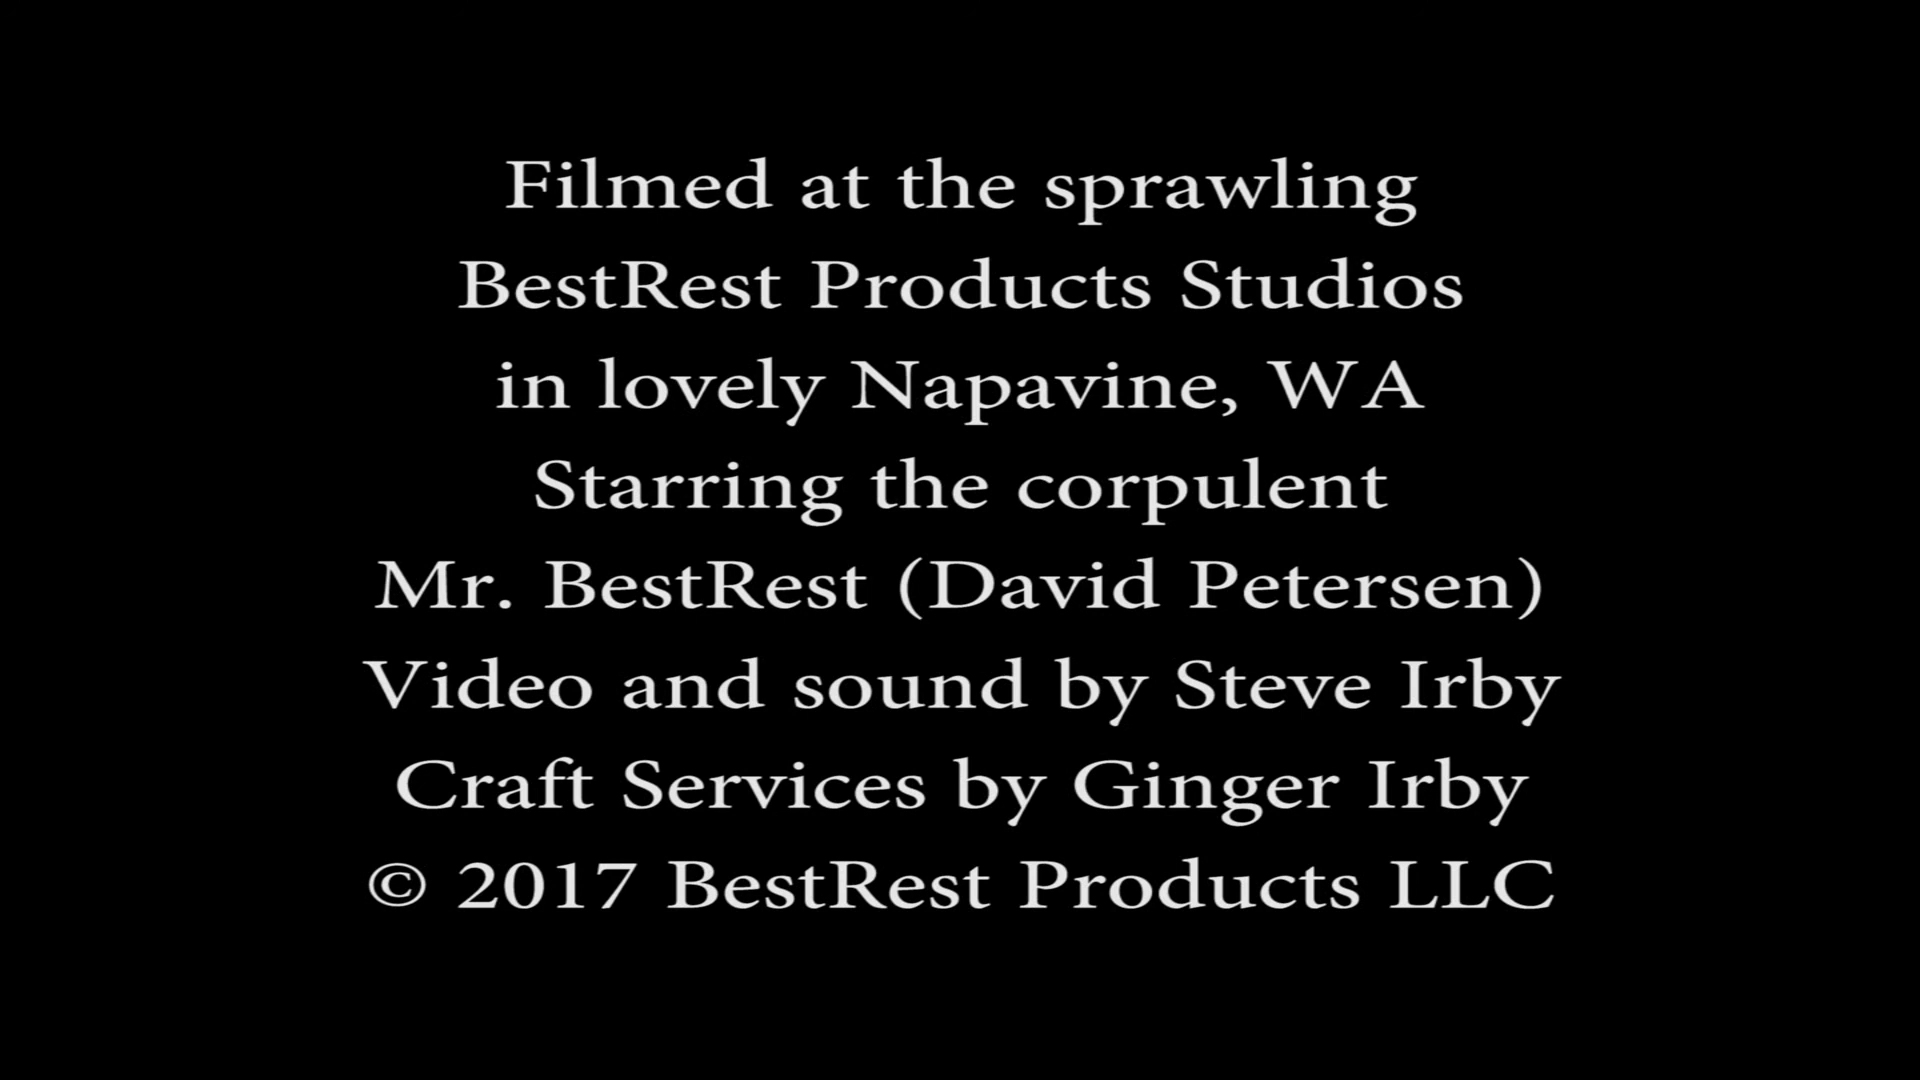 Filmed at the sprawling
BestRest Products Studios
in lovely Napavine, WA
Starring the corpulent
Mr. BestRest (David Petersen)
Video and sound by Steve Irby
Craft Services by Ginger Irby
© 2017 BestRest Products LLC